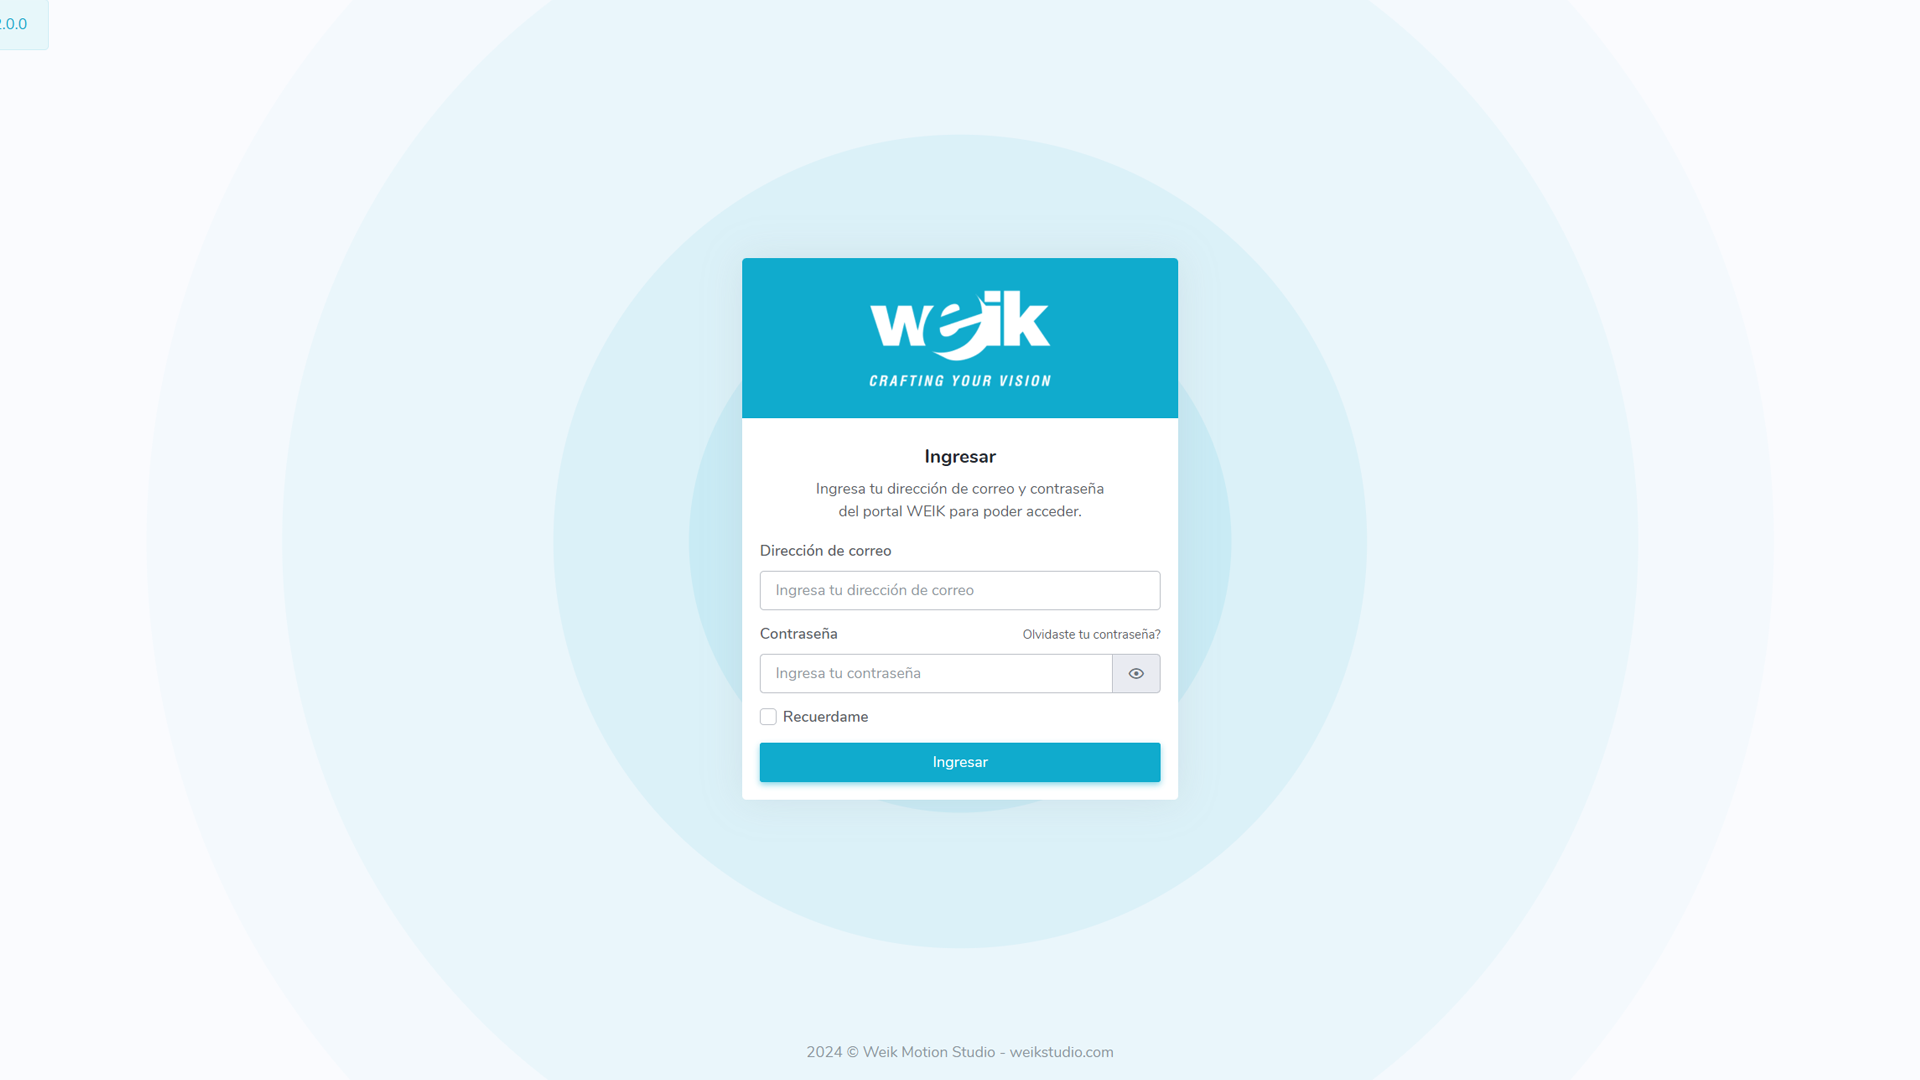 2.0.0
weik
CRAFTING YOUR VISION
Ingresar
Ingresa tu dirección de correo y contraseña
del portal WEIK para poder acceder.
Dirección de correo
Ingresa tu dirección de correo
Contraseña
Olvidaste tu contraseña?
Ingresa tu contraseña
Recuerdame
Ingresar
2024 © Weik Motion Studio - weikstudio.com